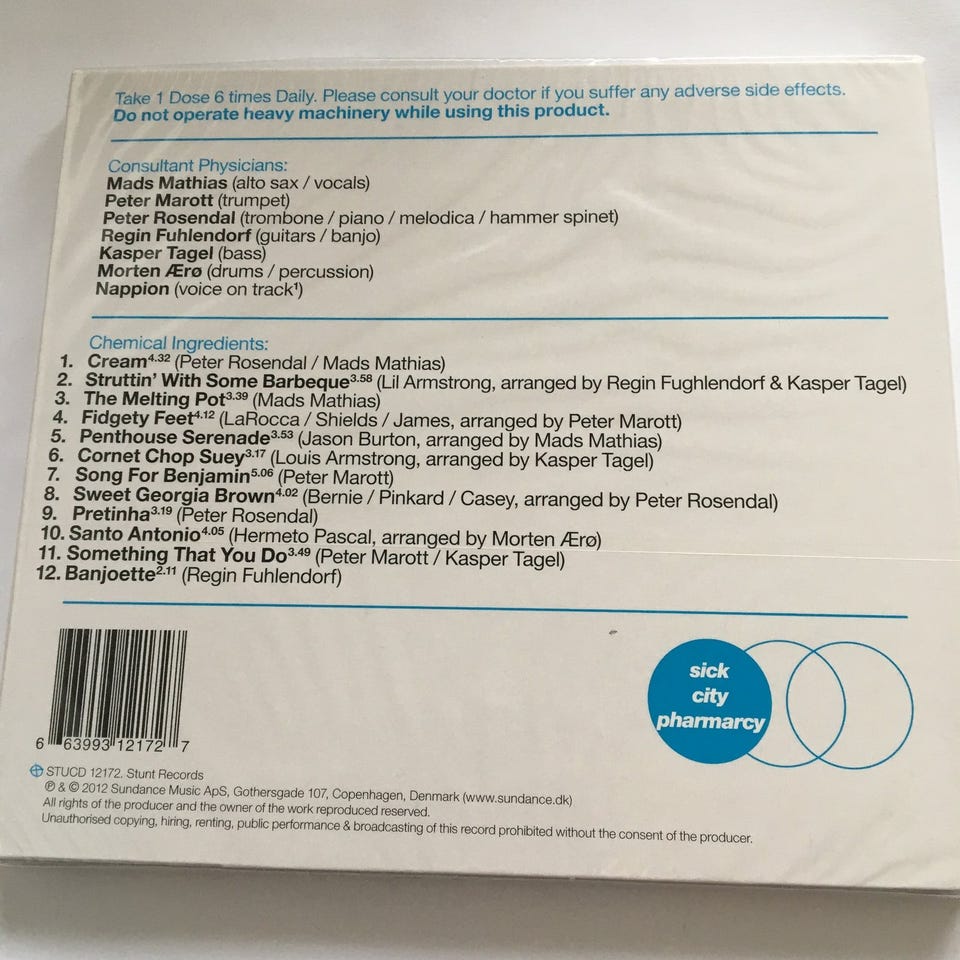 Take 1 Dose 6 times Daily. Please consult your doctor if you suffer any adverse side effects.
Do not operate heavy machinery while using this product.
Consultant Physicians:
Mads Mathias (alto sax / vocals)
Peter Marott (trumpet)
Peter Rosendal (trombone / piano / melodica / hammer spinet)
Regin Fuhlendorf (guitars / banjo)
Kasper Tagel (bass)
Morten Ærø (drums / percussion)
Nappion (voice on track¹)
Chemical Ingredients:
1. Cream⁴·³² (Peter Rosendal / Mads Mathias)
2. Struttin' With Some Barbeque³·⁵⁸ (Lil Armstrong, arranged by Regin Fughlendorf & Kasper Tagel)
3. The Melting Pot³·³⁹ (Mads Mathias)
4. Fidgety Feet⁴·¹² (LaRocca / Shields / James, arranged by Peter Marott)
5. Penthouse Serenade³·⁵³ (Jason Burton, arranged by Mads Mathias)
6. Cornet Chop Suey³·¹⁷ (Louis Armstrong, arranged by Kasper Tagel)
7. Song For Benjamin⁵·⁰⁶ (Peter Marott)
8. Sweet Georgia Brown⁴·⁰² (Bernie / Pinkard / Casey, arranged by Peter Rosendal)
9. Pretinha³·¹⁹ (Peter Rosendal)
10. Santo Antonio⁴·⁰⁵ (Hermeto Pascal, arranged by Morten Ærø)
11. Something That You Do³·⁴⁹ (Peter Marott / Kasper Tagel)
12. Banjoette²·¹¹ (Regin Fuhlendorf)
sick
city
pharmarcy
6 63993 12172 7
STUCD 12172. Stunt Records
℗ & © 2012 Sundance Music ApS, Gothersgade 107, Copenhagen, Denmark (www.sundance.dk)
All rights of the producer and the owner of the work reproduced reserved.
Unauthorised copying, hiring, renting, public performance & broadcasting of this record prohibited without the consent of the producer.